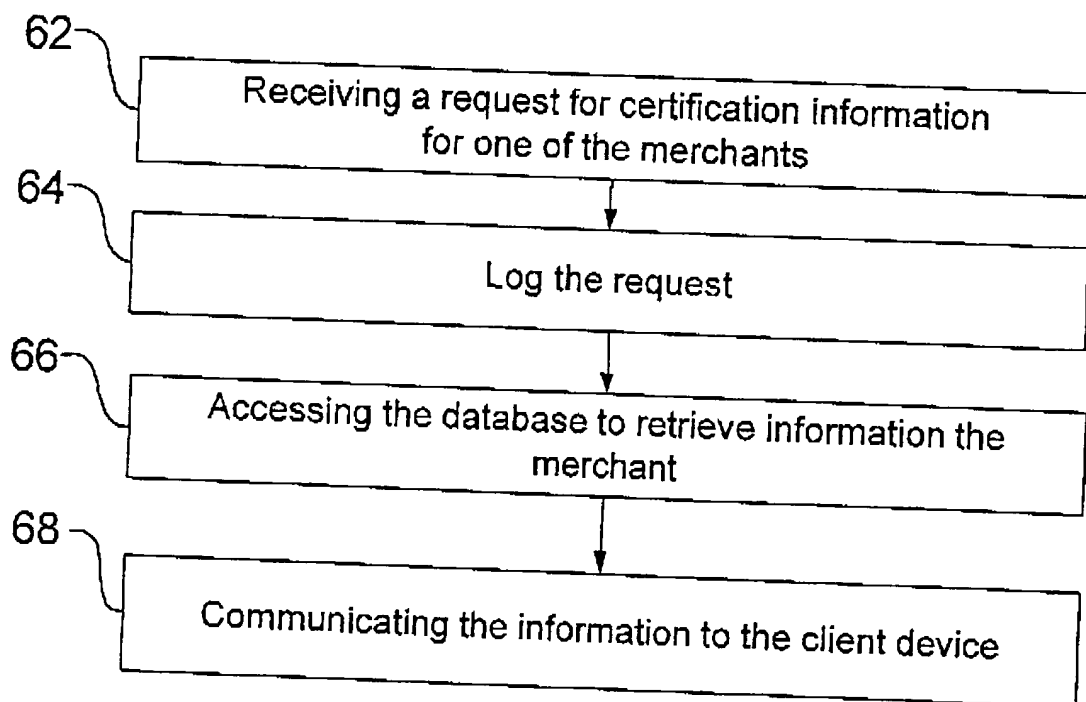 62
Receiving a request for certification information
for one of the merchants
64
Log the request
66
Accessing the database to retrieve information the
merchant
68
Communicating the information to the client device